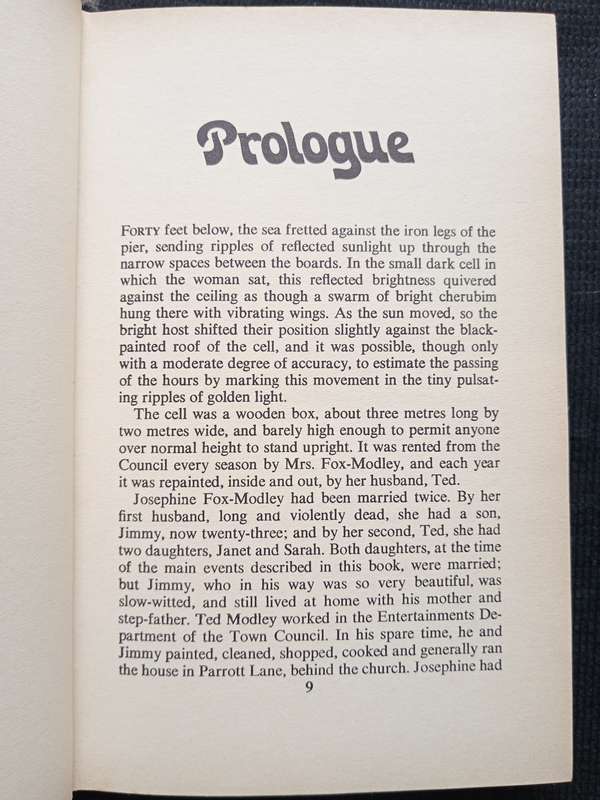 Prologue
FORTY feet below, the sea fretted against the iron legs of the
pier, sending ripples of reflected sunlight up through the
narrow spaces between the boards. In the small dark cell in
which the woman sat, this reflected brightness quivered
against the ceiling as though a swarm of bright cherubim
hung there with vibrating wings. As the sun moved, so the
bright host shifted their position slightly against the black-
painted roof of the cell, and it was possible, though only
with a moderate degree of accuracy, to estimate the passing
of the hours by marking this movement in the tiny pulsat-
ing ripples of golden light.
The cell was a wooden box, about three metres long by
two metres wide, and barely high enough to permit anyone
over normal height to stand upright. It was rented from the
Council every season by Mrs. Fox-Modley, and each year
it was repainted, inside and out, by her husband, Ted.
Josephine Fox-Modley had been married twice. By her
first husband, long and violently dead, she had a son,
Jimmy, now twenty-three; and by her second, Ted, she had
two daughters, Janet and Sarah. Both daughters, at the time
of the main events described in this book, were married;
but Jimmy, who in his way was so very beautiful, was
slow-witted, and still lived at home with his mother and
step-father. Ted Modley worked in the Entertainments De-
partment of the Town Council. In his spare time, he and
Jimmy painted, cleaned, shopped, cooked and generally ran
the house in Parrott Lane, behind the church. Josephine had
9